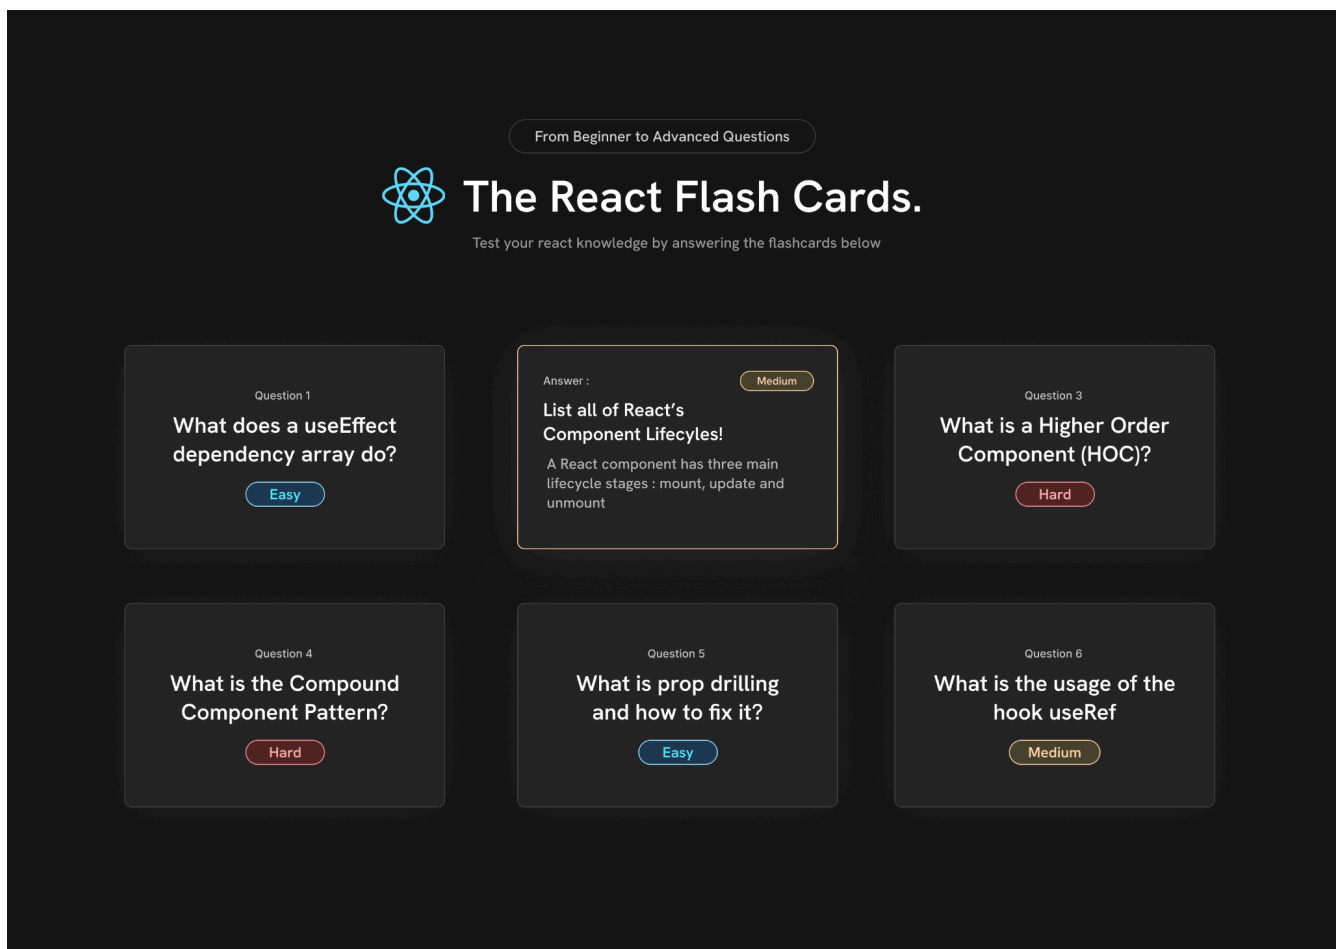 From Beginner to Advanced Questions
The React Flash Cards.
Test your react knowledge by answering the flashcards below
Question 1
What does a useEffect
dependency array do?
Easy
Answer :
Medium
List all of React's
Component Lifecyles!
A React component has three main
lifecycle stages : mount, update and
unmount
Question 3
What is a Higher Order
Component (HOC)?
Hard
Question 4
What is the Compound
Component Pattern?
Hard
Question 5
What is prop drilling
and how to fix it?
Easy
Question 6
What is the usage of the
hook useRef
Medium